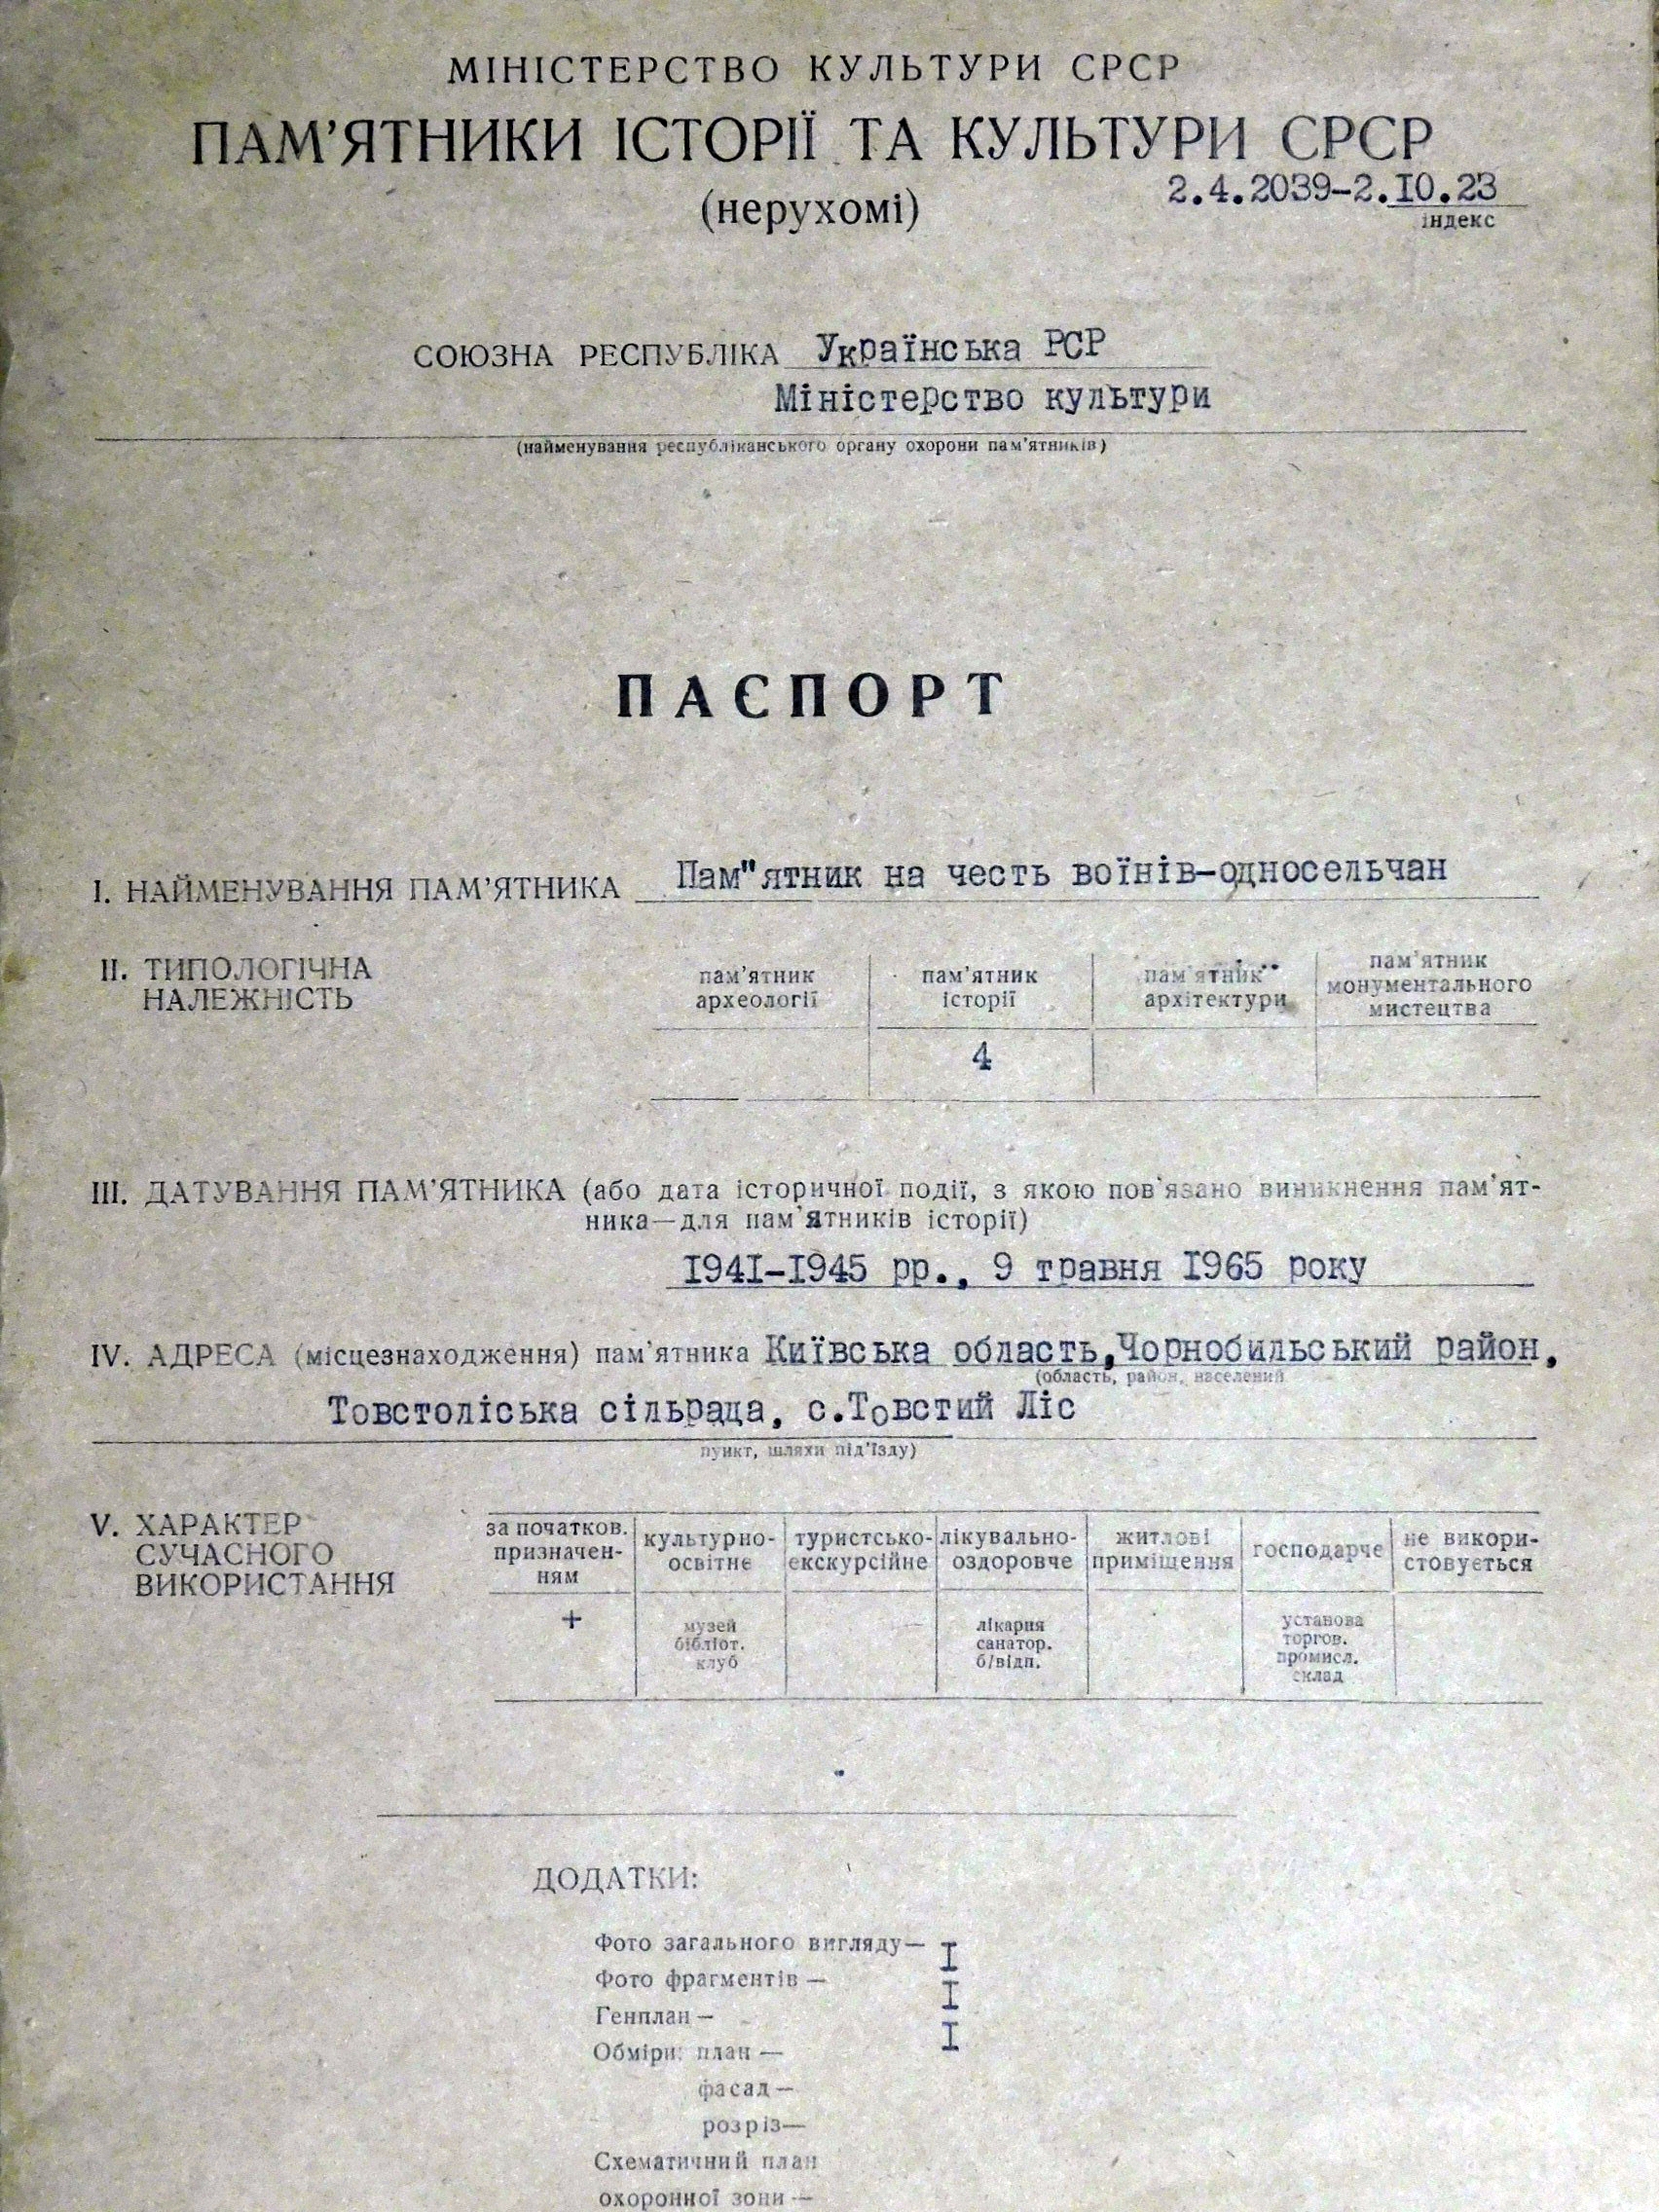 МІНІСТЕРСТВО КУЛЬТУРИ СРСР
ПАМ'ЯТНИКИ ІСТОРІЇ ТА КУЛЬТУРИ СРСР
(нерухомі)
2.4.2039-2.10.23
індекс
СОЮЗНА РЕСПУБЛІКА Українська РСР
Міністерство культури
(найменування республіканського органу охорони пам'ятників)
ПАСПОРТ
I. НАЙМЕНУВАННЯ ПАМ'ЯТНИКА Пам"ятник на честь воїнів-односельчан
II. ТИПОЛОГІЧНА
НАЛЕЖНІСТЬ
пам'ятник
археології
пам'ятник
історії
пам'ятник
архітектури
пам'ятник
монументального
мистецтва
4
III. ДАТУВАННЯ ПАМ'ЯТНИКА (або дата історичної події, з якою пов'язано виникнення пам'ят-
ника—для пам'ятників історії)
1941-1945 рр., 9 травня 1965 року
IV. АДРЕСА (місцезнаходження) пам'ятника Київська область,Чорнобильський район,
(область, район, населений
Товстоліська сільрада, с.Товстий Ліс
пункт, шляхи під'їзду)
V. ХАРАКТЕР
СУЧАСНОГО
ВИКОРИСТАННЯ
за початков.
призначен-
ням
культурно-
освітнє
туристсько-
екскурсійне
лікувально-
оздоровче
житлові
приміщення
господарче
не викори-
стовується
+
музей
бібліот.
клуб
лікарня
санатор.
б/відп.
установа
торгов.
промисл.
склад
ДОДАТКИ:
Фото загального вигляду— I
Фото фрагментів — I
Генплан — I
Обміри: план —
фасад —
розріз—
Схематичний план
охоронної зони —